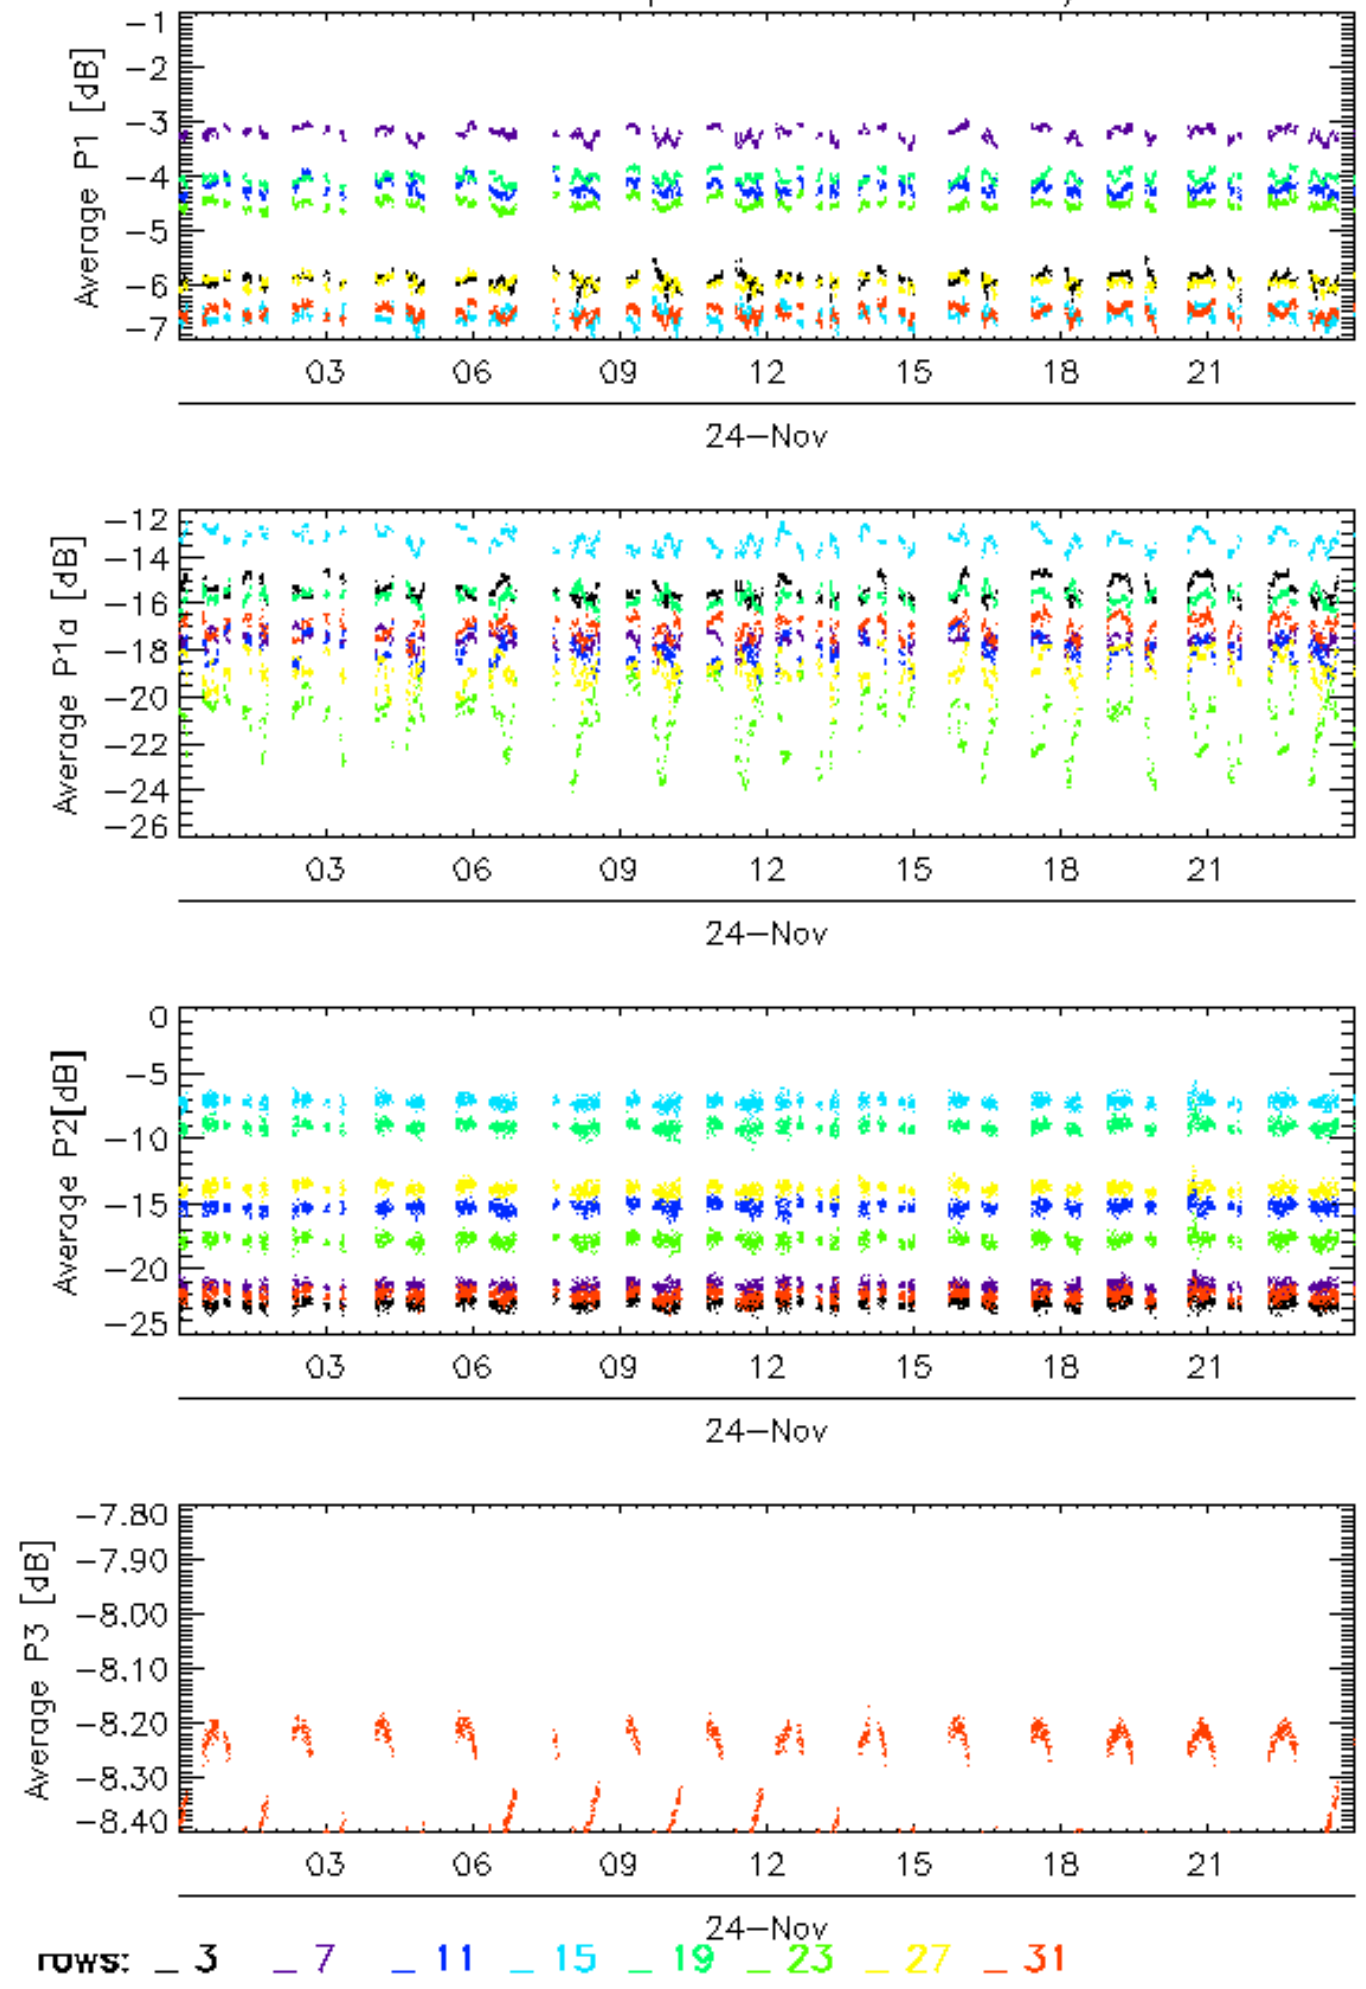 Average P1 [dB]
−1
−2
−3
−4
−5
−6
−7
03 06 09 12 15 18 21
24−Nov
Average P1a [dB]
−12
−14
−16
−18
−20
−22
−24
−26
03 06 09 12 15 18 21
24−Nov
Average P2[dB]
0
−5
−10
−15
−20
−25
03 06 09 12 15 18 21
24−Nov
Average P3 [dB]
−7.80
−7.90
−8.00
−8.10
−8.20
−8.30
−8.40
03 06 09 12 15 18 21
24−Nov
rows: _ 3 _ 7 _ 11 _ 15 _ 19 _ 23 _ 27 _ 31